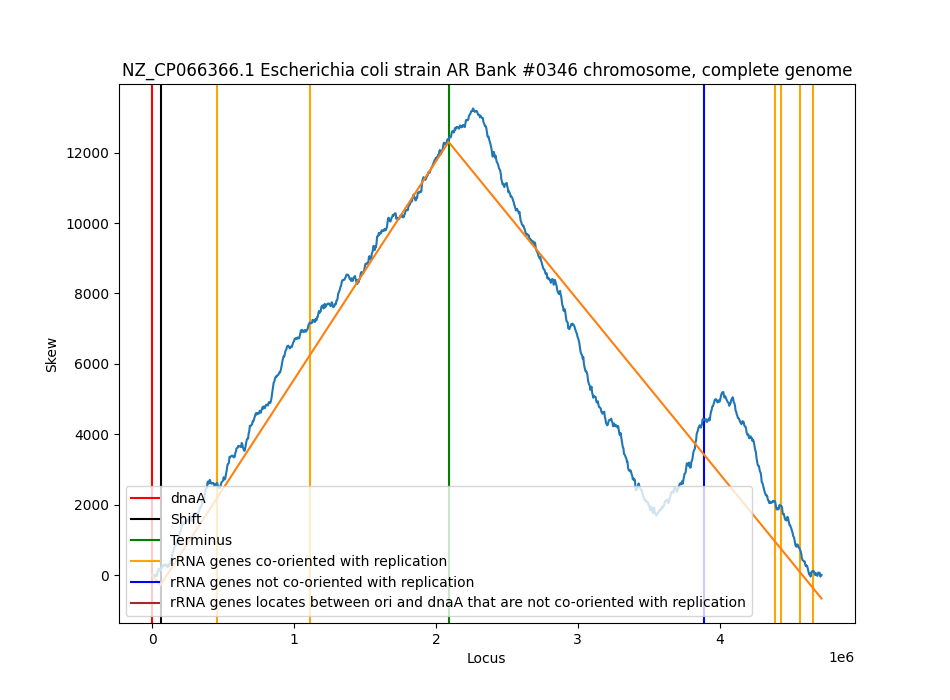 NZ_CP066366.1 Escherichia coli strain AR Bank #0346 chromosome, complete genome
Skew
12000
10000
8000
6000
4000
2000
0
dnaA
Shift
Terminus
rRNA genes co-oriented with replication
rRNA genes not co-oriented with replication
rRNA genes locates between ori and dnaA that are not co-oriented with replication
0 1 2 3 4
Locus
1e6